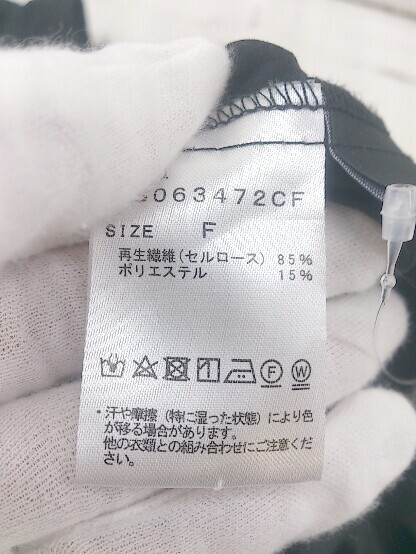 063472CF
SIZE F
再生繊維(セルロース) 85%
ポリエステル 15%
F W
・汗や摩擦(特に湿った状態)により色
が移る場合があります。
他の衣類との組み合わせにご注意くだ
さい。